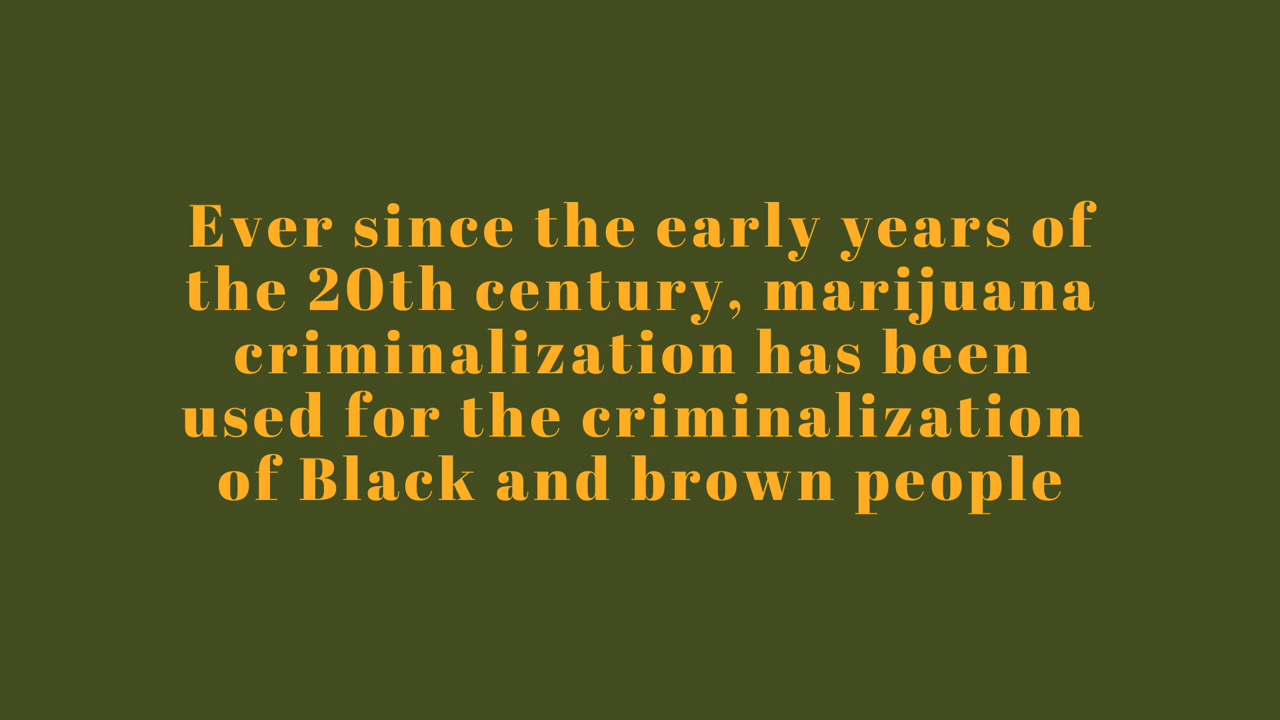 Ever since the early years of
the 20th century, marijuana
criminalization has been
used for the criminalization
of Black and brown people